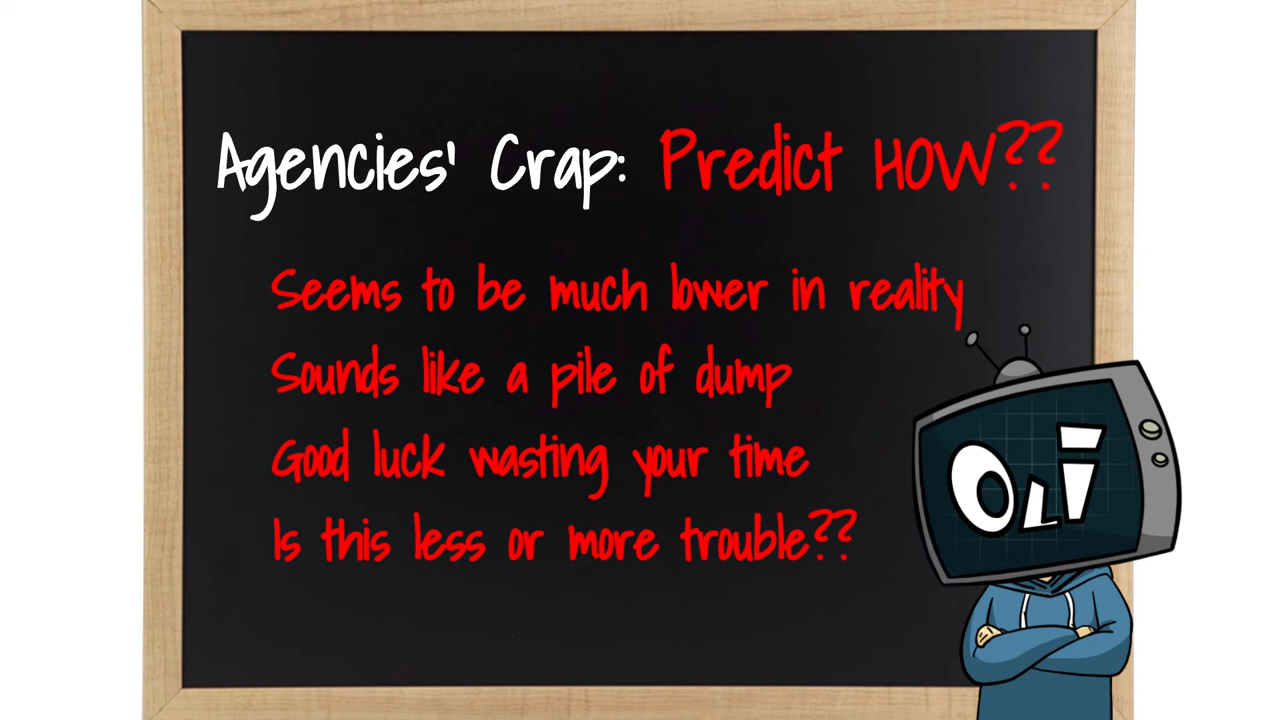 Agencies' Crap: Predict HOW??
Seems to be much lower in reality
Sounds like a pile of dump
Good luck wasting your time
Is this less or more trouble??
OLI